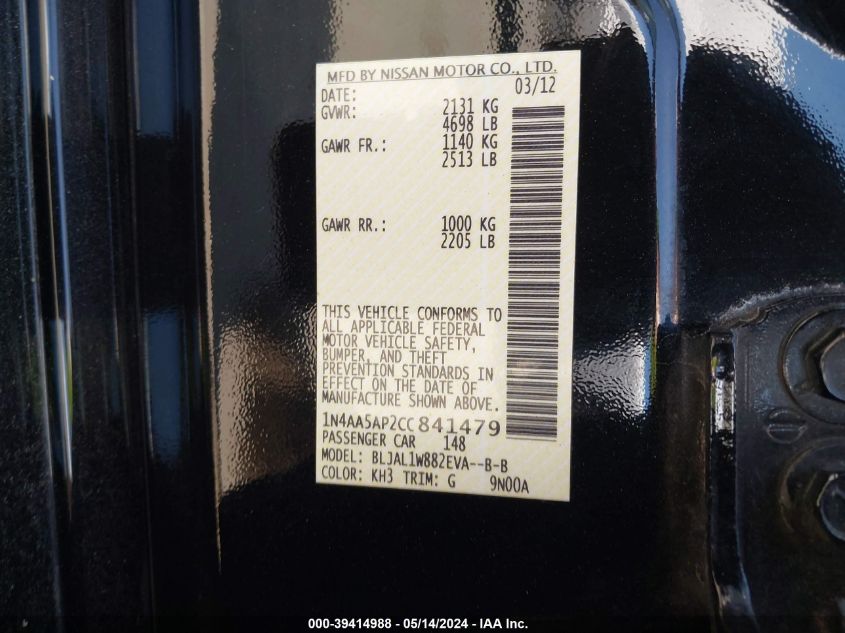 MFD BY NISSAN MOTOR CO., LTD.
DATE: 03/12
GVWR: 2131 KG
4698 LB
GAWR FR.: 1140 KG
2513 LB
GAWR RR.: 1000 KG
2205 LB
THIS VEHICLE CONFORMS TO
ALL APPLICABLE FEDERAL
MOTOR VEHICLE SAFETY,
BUMPER, AND THEFT
PREVENTION STANDARDS IN
EFFECT ON THE DATE OF
MANUFACTURE SHOWN ABOVE.
1N4AA5AP2CC841479
PASSENGER CAR 148
MODEL: BLJAL1W882EVA--B-B
COLOR: KH3 TRIM: G 9N00A
000-39414988 - 05/14/2024 - IAA Inc.